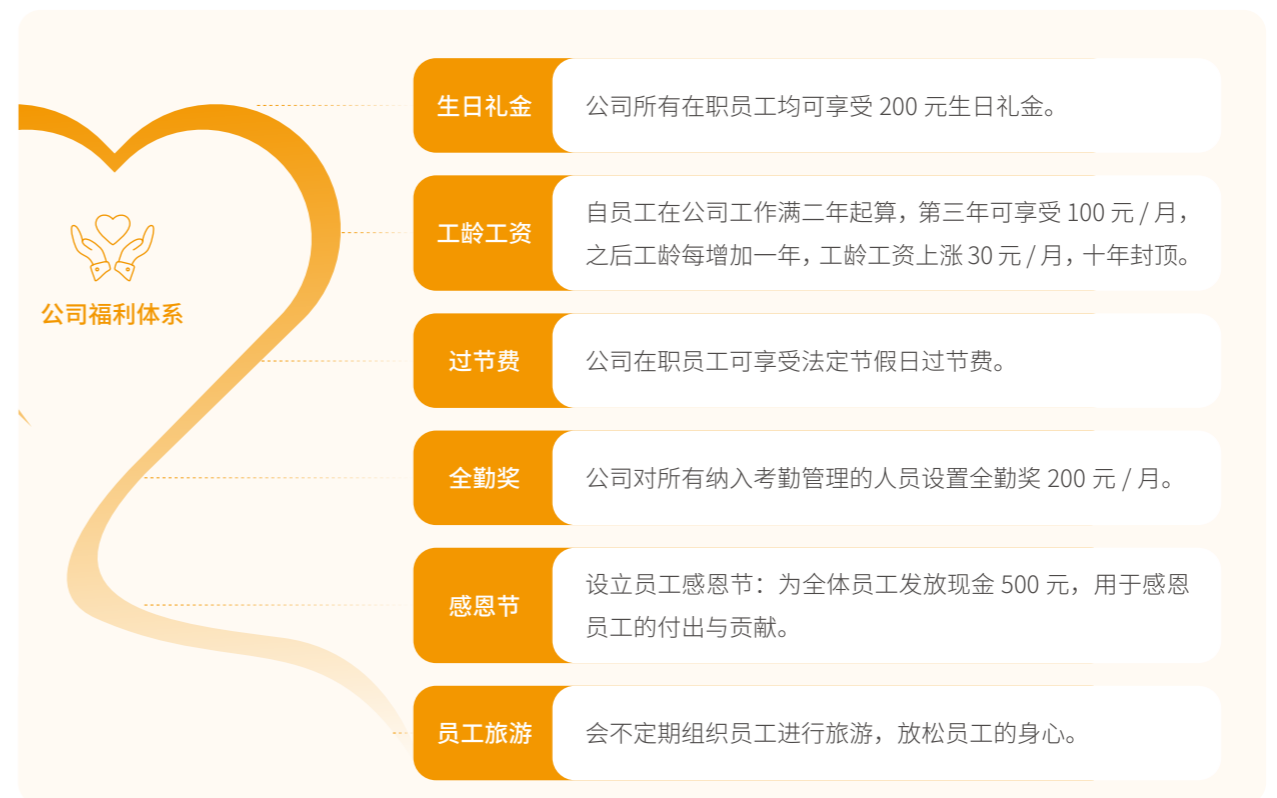 公司福利体系
生日礼金
公司所有在职员工均可享受 200 元生日礼金。
工龄工资
自员工在公司工作满二年起算，第三年可享受 100 元 / 月，
之后工龄每增加一年，工龄工资上涨 30 元 / 月，十年封顶。
过节费
公司在职员工可享受法定节假日过节费。
全勤奖
公司对所有纳入考勤管理的人员设置全勤奖 200 元 / 月。
感恩节
设立员工感恩节：为全体员工发放现金 500 元，用于感恩
员工的付出与贡献。
员工旅游
会不定期组织员工进行旅游，放松员工的身心。